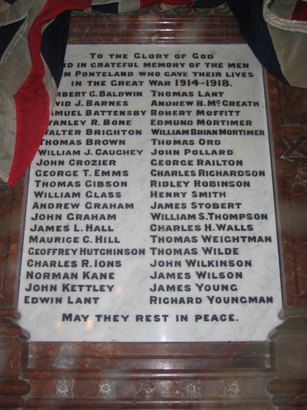 To the Glory of God
in grateful memory of the men
Ponteland who gave their lives
in the Great War 1914-1918.
G. Baldwin Thomas Lant
J. Barnes Andrew B. McCreath
Battensby Robert Moffitt
Stanley R. Bone Edmund Mortimer
Walter Brighton William Brian Mortimer
Thomas Brown Thomas Ord
William J. Caughey John Pollard
John Crozier George Railton
George T. Emms Charles Richardson
Thomas Gibson Ridley Robinson
William Glass Henry Smith
Andrew Graham James Stobert
John Graham William S. Thompson
James L. Hall Charles H. Walls
Maurice C. Hill Thomas Weightman
Geoffrey Hutchinson Thomas Wilde
Charles R. Ions John Wilkinson
Norman Kane James Wilson
John Kettley James Young
Edwin Lant Richard Youngman
May they rest in peace.